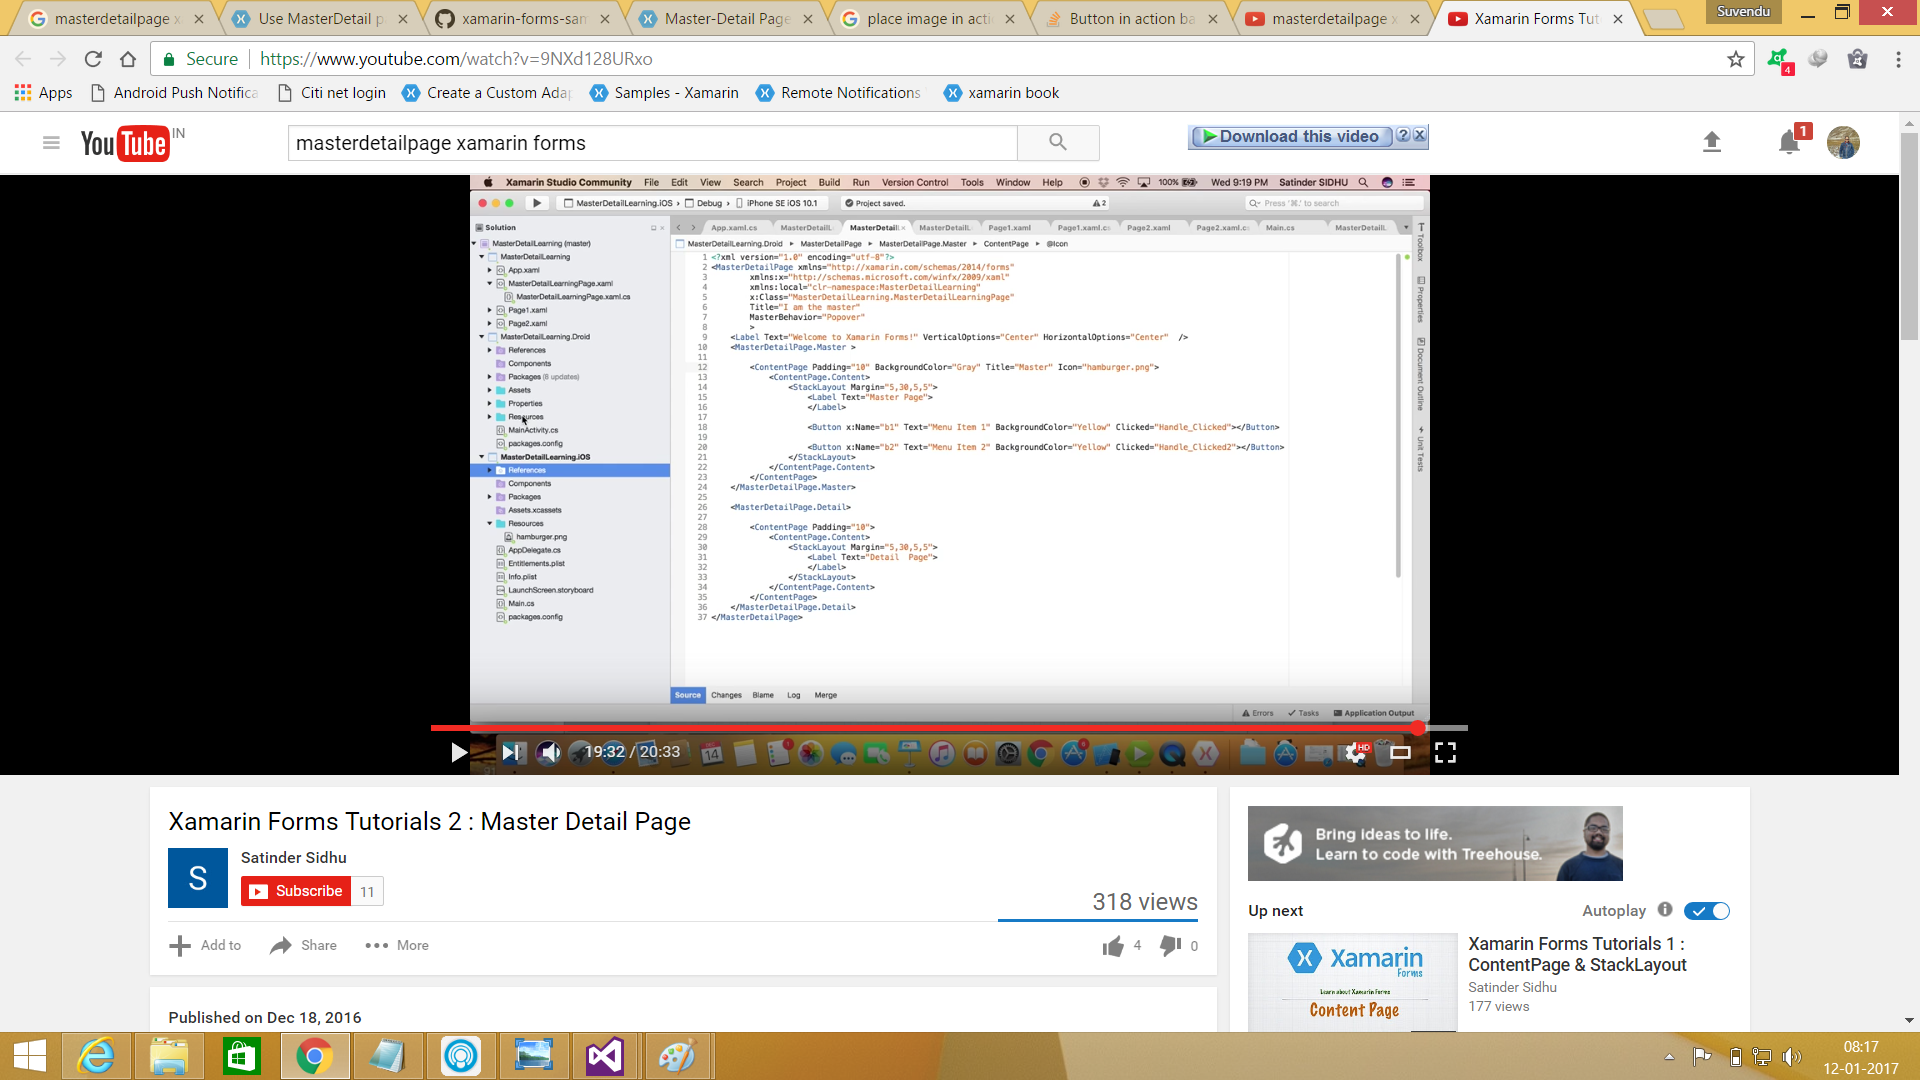 masterdetailpage x
Use MasterDetail p
xamarin-forms-san
Master-Detail Page
place image in acti
Button in action ba
masterdetailpage x
Xamarin Forms Tut
Suvendu
Secure
https://www.youtube.com/watch?v=9NXd128URxo
4
Apps
Android Push Notifica
Citi net login
Create a Custom Ada
Samples - Xamarin
Remote Notifications
xamarin book
YouTube IN
masterdetailpage xamarin forms
Download this video
1
Xamarin Studio Community File Edit View Search Project Build Run Version Control Tools Window Help 100% Wed 9:19 PM Satinder SIDHU
MasterDetailLearning.iOS › Debug › iPhone SE iOS 10.1
Project saved.
2
Press '⌘.' to search
Solution
MasterDetailLearning (master)
MasterDetailLearning
App.xaml
MasterDetailLearningPage.xaml
MasterDetailLearningPage.xaml.cs
Page1.xaml
Page2.xaml
MasterDetailLearning.Droid
References
Components
Packages (8 updates)
Assets
Properties
Resources
MainActivity.cs
packages.config
MasterDetailLearning.iOS
References
Components
Packages
Assets.xcassets
Resources
hamburger.png
AppDelegate.cs
Entitlements.plist
Info.plist
LaunchScreen.storyboard
Main.cs
packages.config
App.xaml.cs MasterDetailL MasterDetailL MasterDetailL Page1.xaml Page1.xaml.cs Page2.xaml Page2.xaml.cs Main.cs MasterDetailL
MasterDetailLearning.Droid ▸ MasterDetailPage ▸ MasterDetailPage.Master ▸ ContentPage ▸ @Icon
1 <?xml version="1.0" encoding="utf-8"?>
2 <MasterDetailPage xmlns="http://xamarin.com/schemas/2014/forms"
3 xmlns:x="http://schemas.microsoft.com/winfx/2009/xaml"
4 xmlns:local="clr-namespace:MasterDetailLearning"
5 x:Class="MasterDetailLearning.MasterDetailLearningPage"
6 Title="I am the master"
7 MasterBehavior="Popover"
8 >
9 <Label Text="Welcome to Xamarin Forms!" VerticalOptions="Center" HorizontalOptions="Center" />
10 <MasterDetailPage.Master >
11
12 <ContentPage Padding="10" BackgroundColor="Gray" Title="Master" Icon="hamburger.png">
13 <ContentPage.Content>
14 <StackLayout Margin="5,30,5,5">
15 <Label Text="Master Page">
16 </Label>
17
18 <Button x:Name="b1" Text="Menu Item 1" BackgroundColor="Yellow" Clicked="Handle_Clicked"></Button>
19
20 <Button x:Name="b2" Text="Menu Item 2" BackgroundColor="Yellow" Clicked="Handle_Clicked2"></Button>
21 </StackLayout>
22 </ContentPage.Content>
23 </ContentPage>
24 </MasterDetailPage.Master>
25
26 <MasterDetailPage.Detail>
27
28 <ContentPage Padding="10">
29 <ContentPage.Content>
30 <StackLayout Margin="5,30,5,5">
31 <Label Text="Detail Page">
32 </Label>
33 </StackLayout>
34 </ContentPage.Content>
35 </ContentPage>
36 </MasterDetailPage.Detail>
37 </MasterDetailPage>
Toolbox
Properties
Document Outline
Unit Tests
Source Changes Blame Log Merge
Errors Tasks Application Output
19:32 / 20:33
14
HD
Xamarin Forms Tutorials 2 : Master Detail Page
S
Satinder Sidhu
Subscribe 11
318 views
Add to
Share
More
4
0
Published on Dec 18, 2016
Bring ideas to life.
Learn to code with Treehouse.
Up next
Autoplay
Xamarin
Forms
Learn about Xamarin Forms
Content Page
Xamarin Forms Tutorials 1 :
ContentPage & StackLayout
Satinder Sidhu
177 views
08:17
12-01-2017